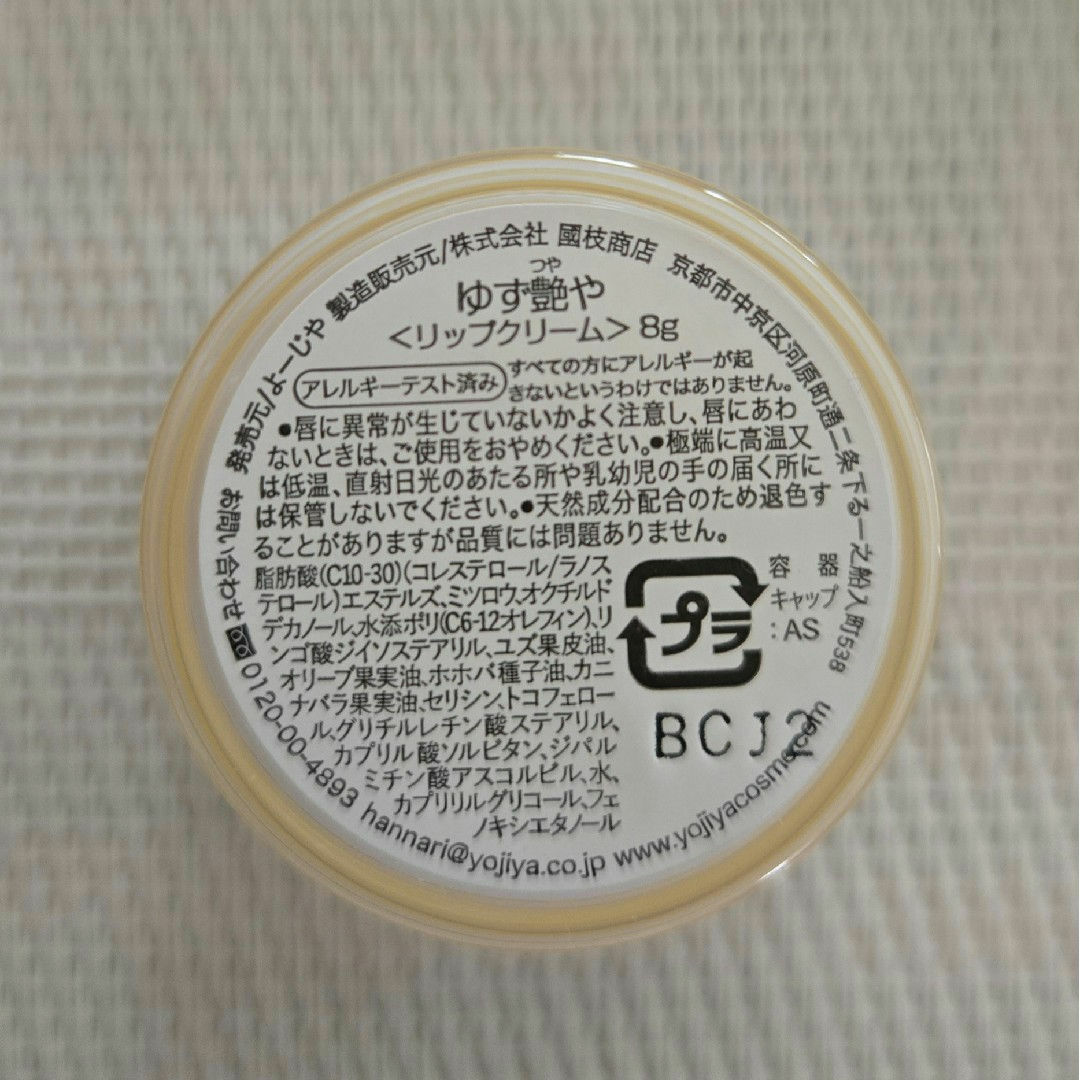 発売元/よーじや 製造販売元/株式会社 國枝商店 京都市中京区河原町通二条下る一之船入町538
つや
ゆず艶や
<リップクリーム> 8g
アレルギーテスト済み
すべての方にアレルギーが起
きないというわけではありません。
●唇に異常が生じていないかよく注意し、唇にあわ
ないときは、ご使用をおやめください。●極端に高温又
は低温、直射日光のあたる所や乳幼児の手の届く所に
は保管しないでください。●天然成分配合のため退色す
ることがありますが品質には問題ありません。
脂肪酸(C10-30)(コレステロール/ラノス
テロール)エステルズ、ミツロウ、オクチルド
デカノール、水添ポリ(C6-12オレフィン)、リ
ンゴ酸ジイソステアリル、ユズ果皮油、
オリーブ果実油、ホホバ種子油、カニ
ナバラ果実油、セリシン、トコフェロー
ル、グリチルレチン酸ステアリル、
カプリル酸ソルビタン、ジパル
ミチン酸アスコルビル、水、
カプリリルグリコール、フェ
ノキシエタノール
プラ
容器
キャップ
: AS
BCJ2
お問い合わせ 0120-00-4893 hannari@yojiya.co.jp www.yojiyacosme.com